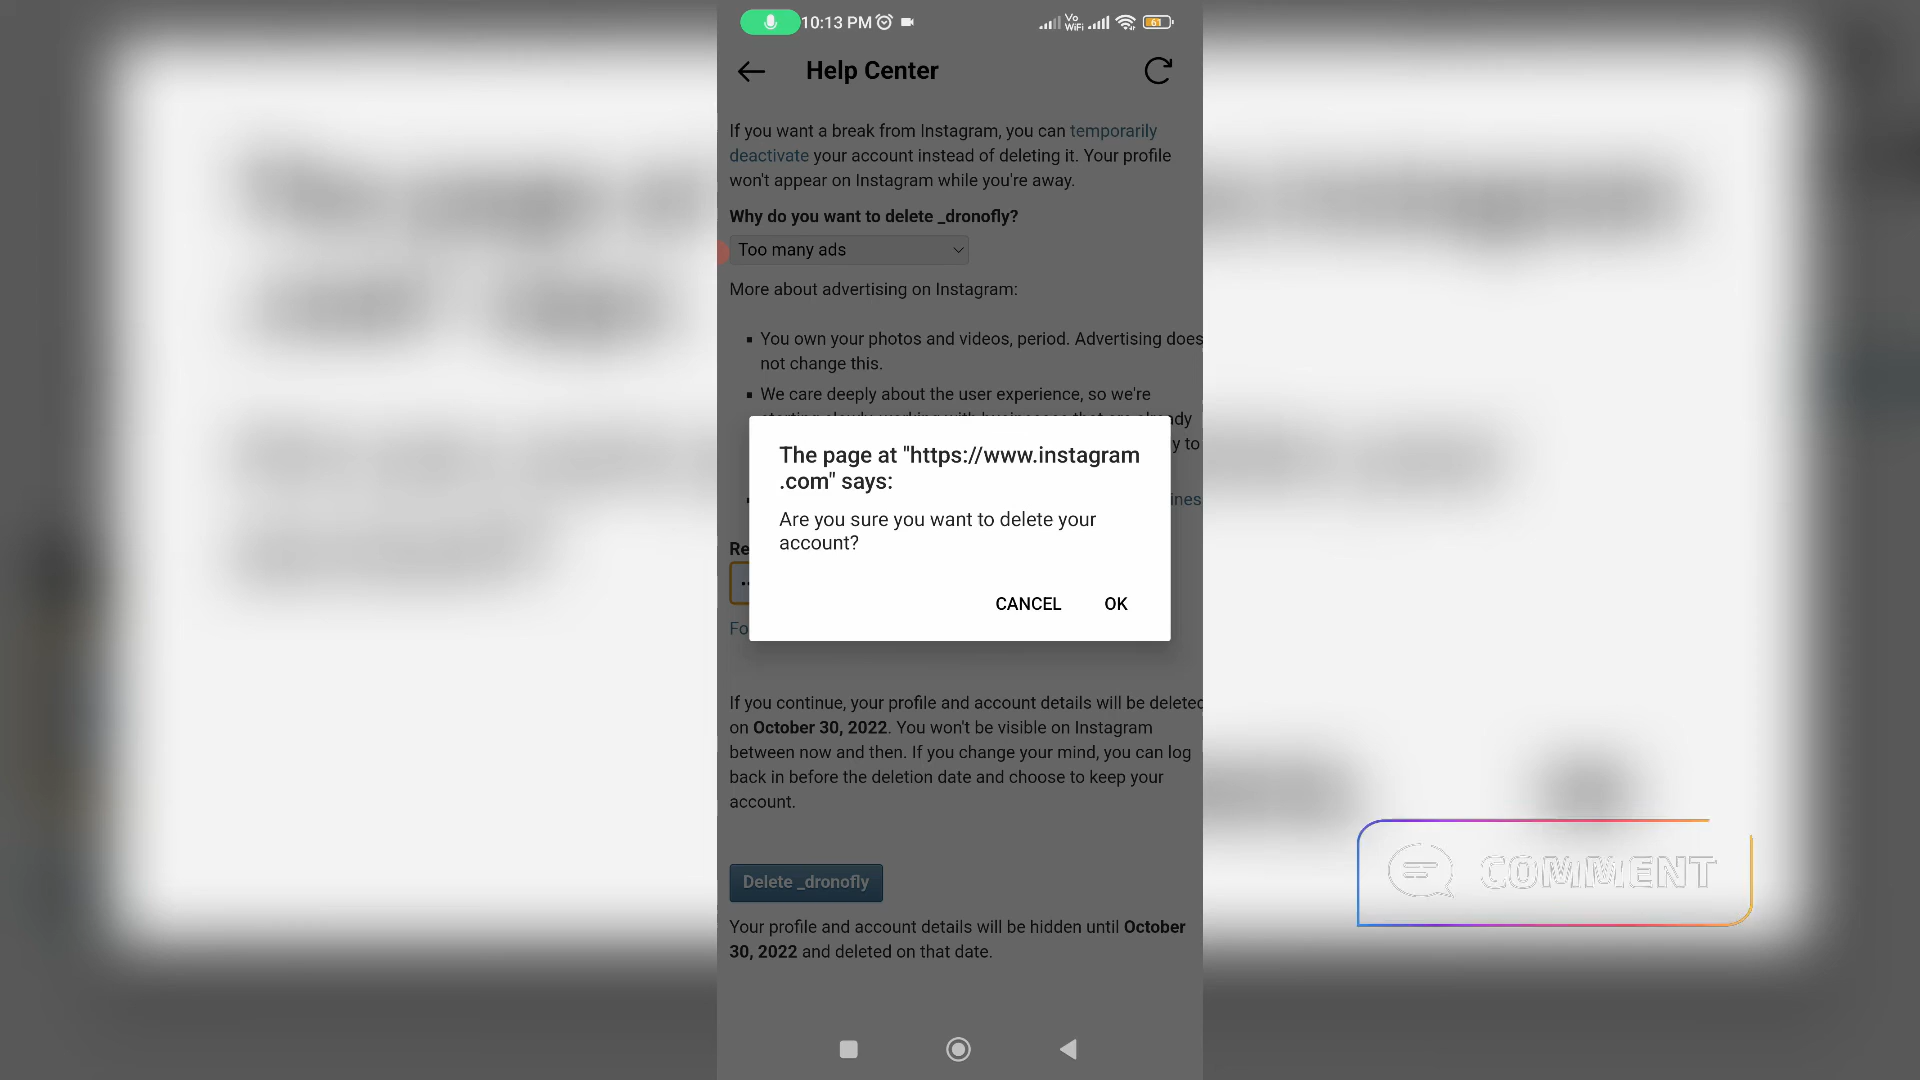 10:13 PM
Vo
WiFi
61
Help Center
If you want a break from Instagram, you can temporarily
deactivate your account instead of deleting it. Your profile
won't appear on Instagram while you're away.
Why do you want to delete _dronofly?
Too many ads
More about advertising on Instagram:
You own your photos and videos, period. Advertising does
not change this.
We care deeply about the user experience, so we're
The page at "https://www.instagram
.com" says:
Are you sure you want to delete your
account?
CANCEL OK
If you continue, your profile and account details will be deleted
on October 30, 2022. You won't be visible on Instagram
between now and then. If you change your mind, you can log
back in before the deletion date and choose to keep your
account.
Delete _dronofly
Your profile and account details will be hidden until October
30, 2022 and deleted on that date.
COMMENT